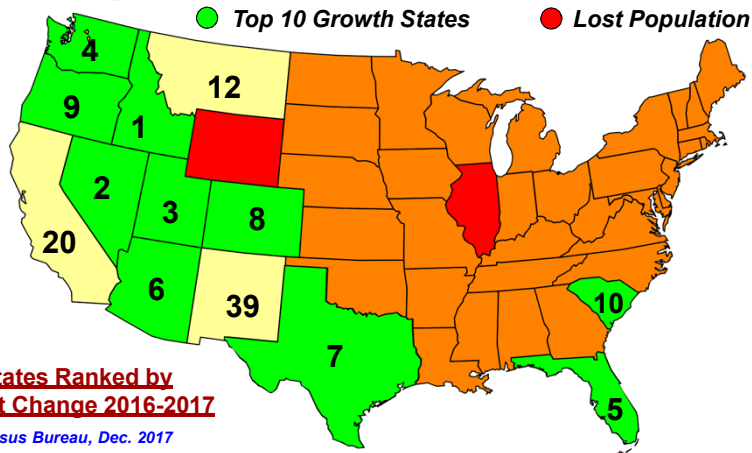 Top 10 Growth States
Lost Population
4
12
9
1
2
3
8
20
6
39
10
7
5
tates Ranked by
t Change 2016-2017
sus Bureau, Dec. 2017